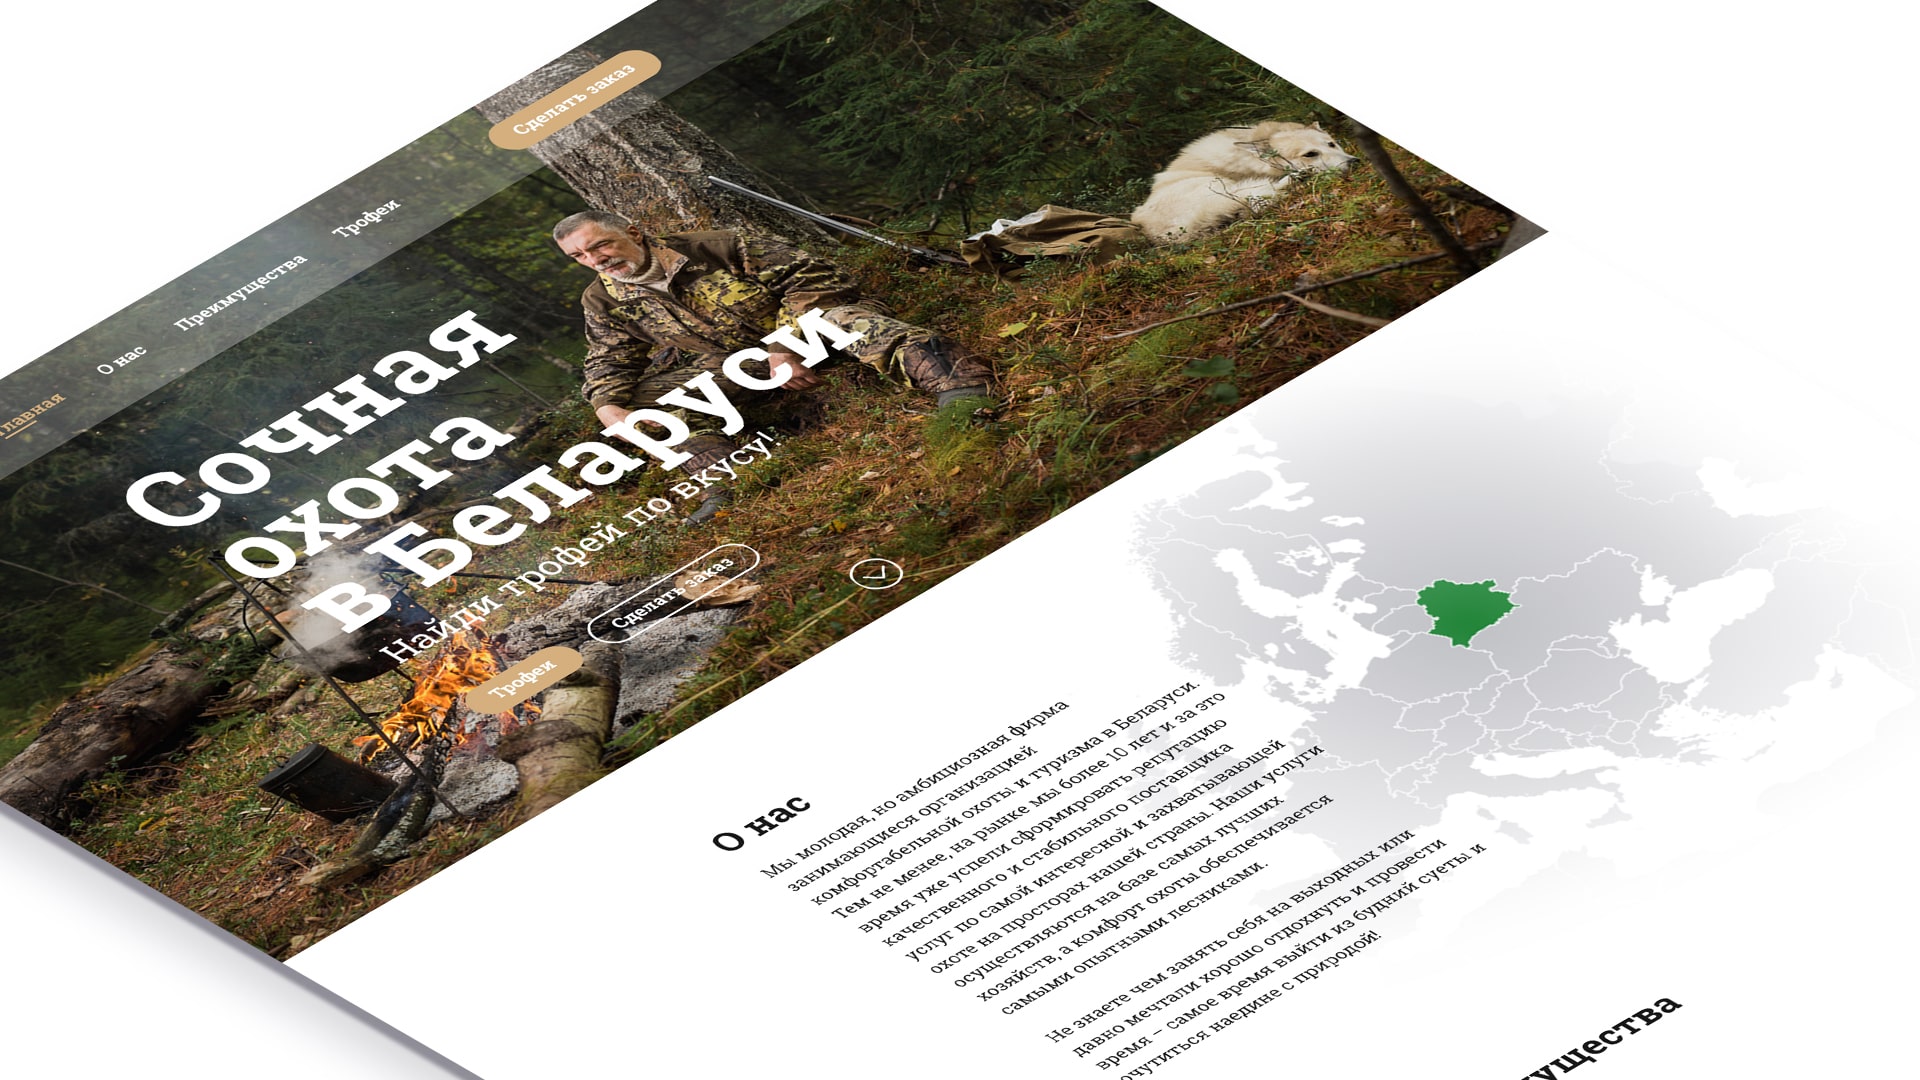 Главная
О нас
Преимущества
Трофеи
Сделать заказ
Сочная
охота
в Беларуси
Найди трофей по вкусу!
Трофеи
Сделать заказ
О нас
Мы молодая, но амбициозная фирма
занимающиеся организацией
комфортабельной охоты и туризма в Беларуси.
Тем не менее, на рынке мы более 10 лет и за это
время уже успели сформировать репутацию
качественного и стабильного поставщика
услуг по самой интересной и захватывающей
охоте на просторах нашей страны. Наши услуги
осуществляются на базе самых лучших
хозяйств, а комфорт охоты обеспечивается
самыми опытными лесниками.
Не знаете чем занять себя на выходных или
давно мечтали хорошо отдохнуть и провести
время – самое время выйти из будний суеты и
очутиться наедине с природой!
ущества